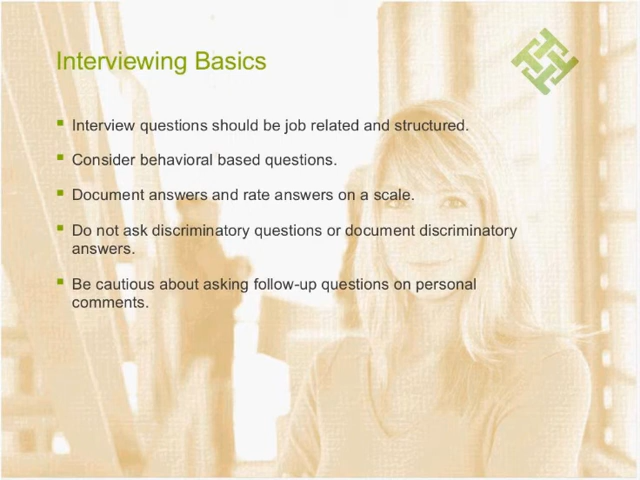 Interviewing Basics
Interview questions should be job related and structured.
Consider behavioral based questions.
Document answers and rate answers on a scale.
Do not ask discriminatory questions or document discriminatory
answers.
Be cautious about asking follow-up questions on personal
comments.